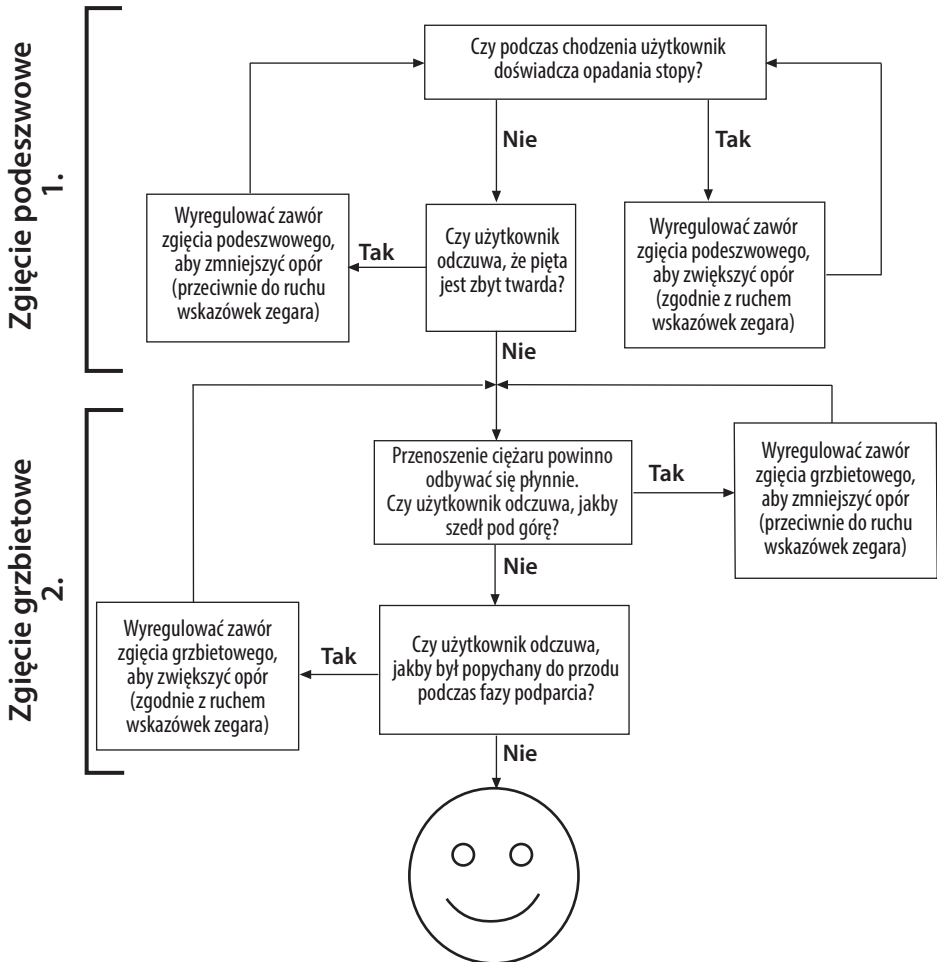 Zgięcie podeszwowe
1.
Czy podczas chodzenia użytkownik
doświadcza opadania stopy?
Nie
Tak
Wyregulować zawór
zgięcia podeszwowego,
aby zmniejszyć opór
(przeciwnie do ruchu
wskazówek zegara)
Tak
Czy użytkownik
odczuwa, że pięta
jest zbyt twarda?
Wyregulować zawór
zgięcia podeszwowego,
aby zwiększyć opór
(zgodnie z ruchem
wskazówek zegara)
Nie
Zgięcie grzbietowe
2.
Przenoszenie ciężaru powinno
odbywać się płynnie.
Czy użytkownik odczuwa, jakby
szedł pod górę?
Tak
Wyregulować zawór
zgięcia grzbietowego,
aby zmniejszyć opór
(przeciwnie do ruchu
wskazówek zegara)
Nie
Wyregulować zawór
zgięcia grzbietowego,
aby zwiększyć opór
(zgodnie z ruchem
wskazówek zegara)
Tak
Czy użytkownik odczuwa,
jakby był popychany do przodu
podczas fazy podparcia?
Nie